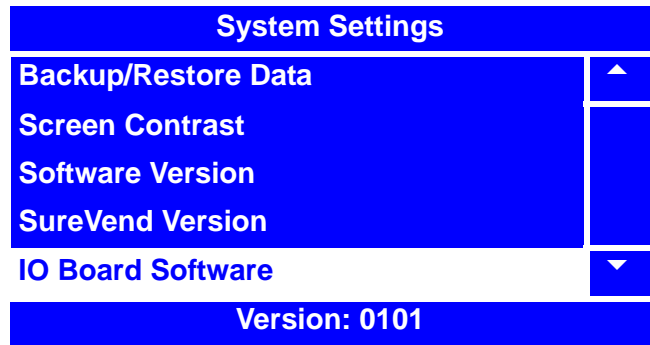 System Settings
Backup/Restore Data
Screen Contrast
Software Version
SureVend Version
IO Board Software
Version: 0101